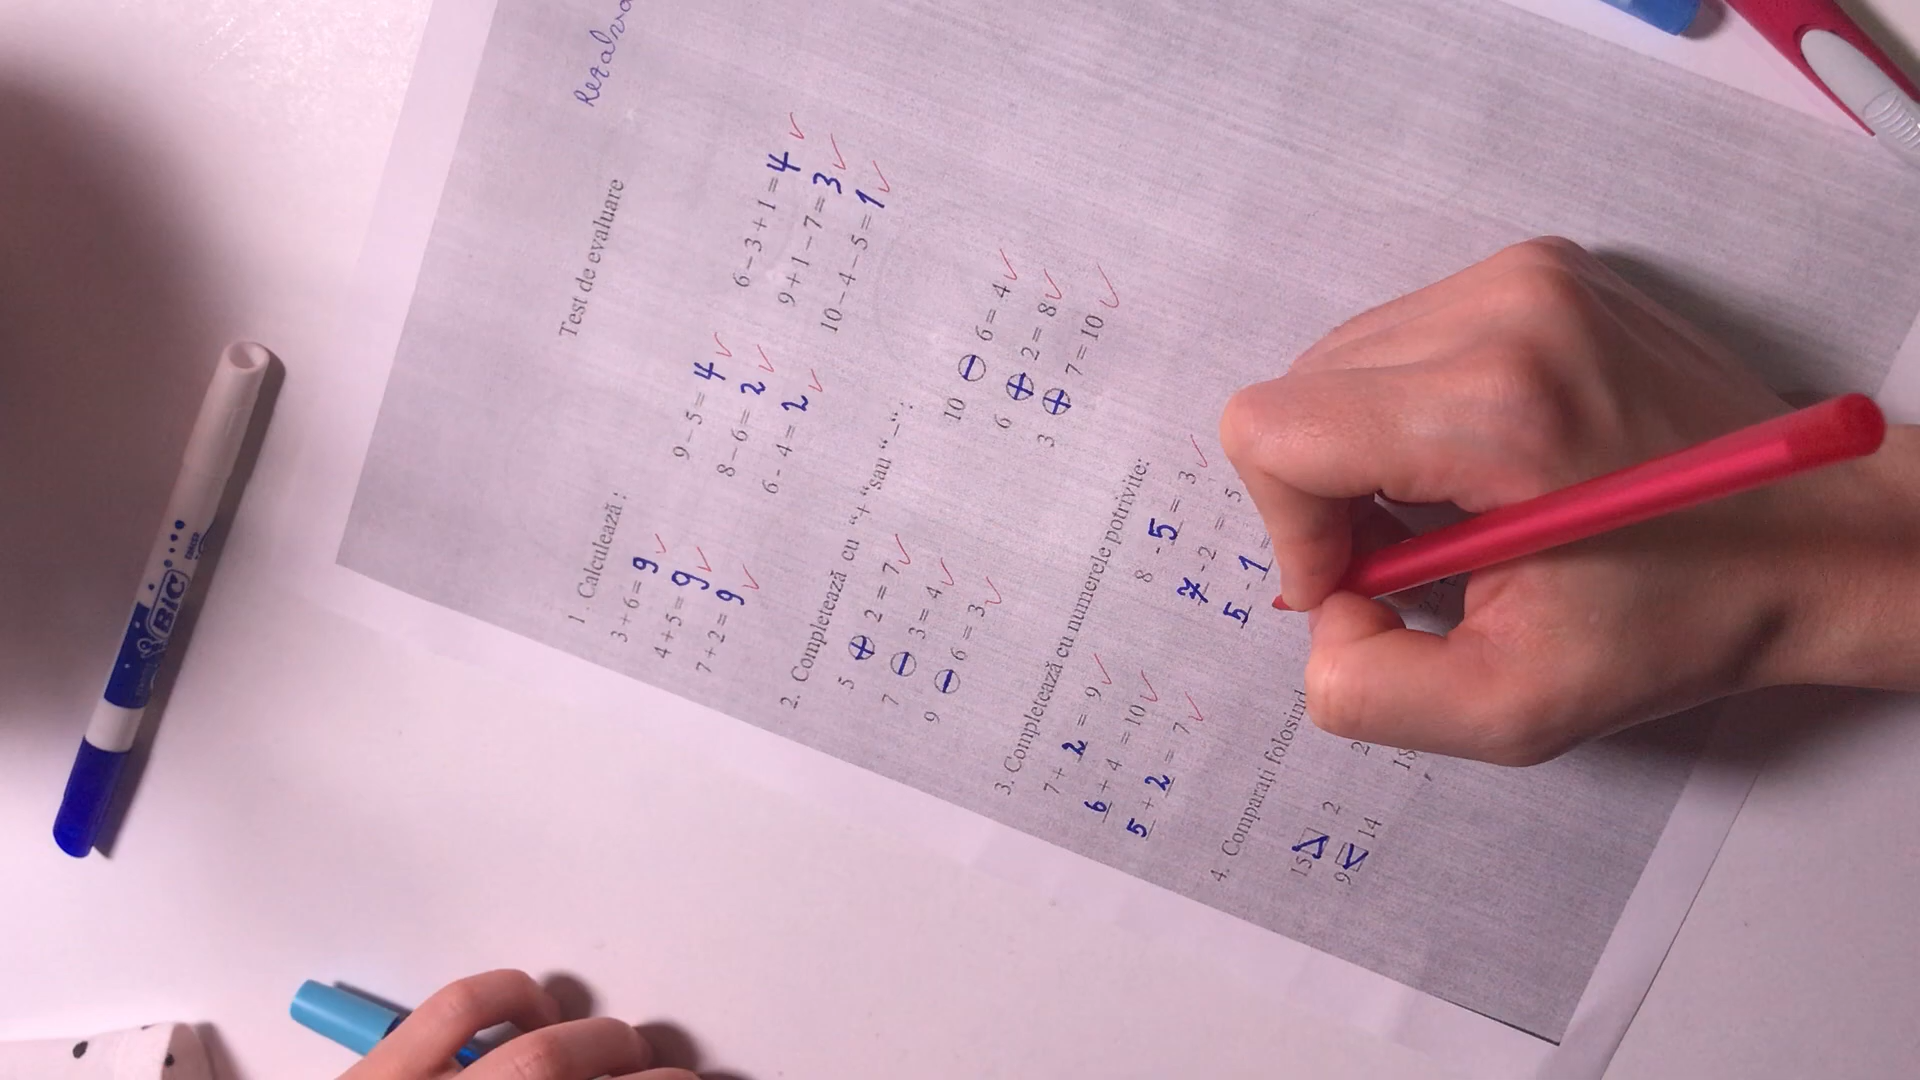 Test de evaluare
1. Calculează :
3 + 6 = 9 9 – 5 = 4 6 – 3 + 1 = 4
4 + 5 = 9 8 – 6 = 2 9 + 1 – 7 = 3
7 + 2 = 9 6 - 4 = 2 10 – 4 – 5 = 1
2. Completează cu “+“sau “–“:
5 + 2 = 7 10 – 6 = 4
7 – 3 = 4 6 + 2 = 8
9 – 6 = 3 3 + 7 = 10
3. Completează cu numerele potrivite:
7 + 2 = 9 8 - 5 = 3
6 + 4 = 10 7 - 2 = 5
5 + 2 = 7 5 - 1 =
4. Comparați folosind
15 > 2 2
9 < 14 18
BIC